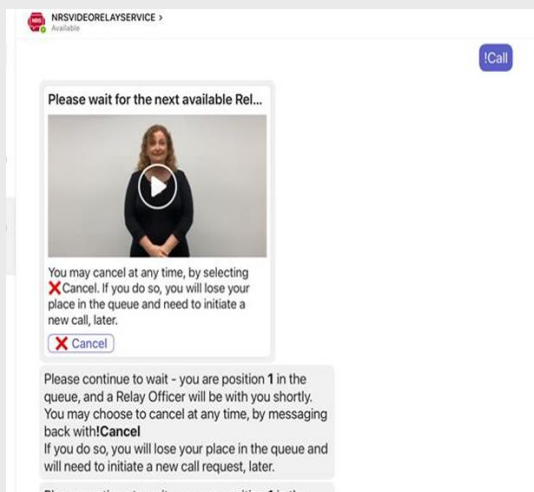 NRS
NRSVIDEORELAYSERVICE >
Available
!Call
Please wait for the next available Rel...
You may cancel at any time, by selecting
❌Cancel. If you do so, you will lose your
place in the queue and need to initiate a
new call, later.
❌ Cancel
Please continue to wait - you are position 1 in the
queue, and a Relay Officer will be with you shortly.
You may choose to cancel at any time, by messaging
back with!Cancel
If you do so, you will lose your place in the queue and
will need to initiate a new call request, later.